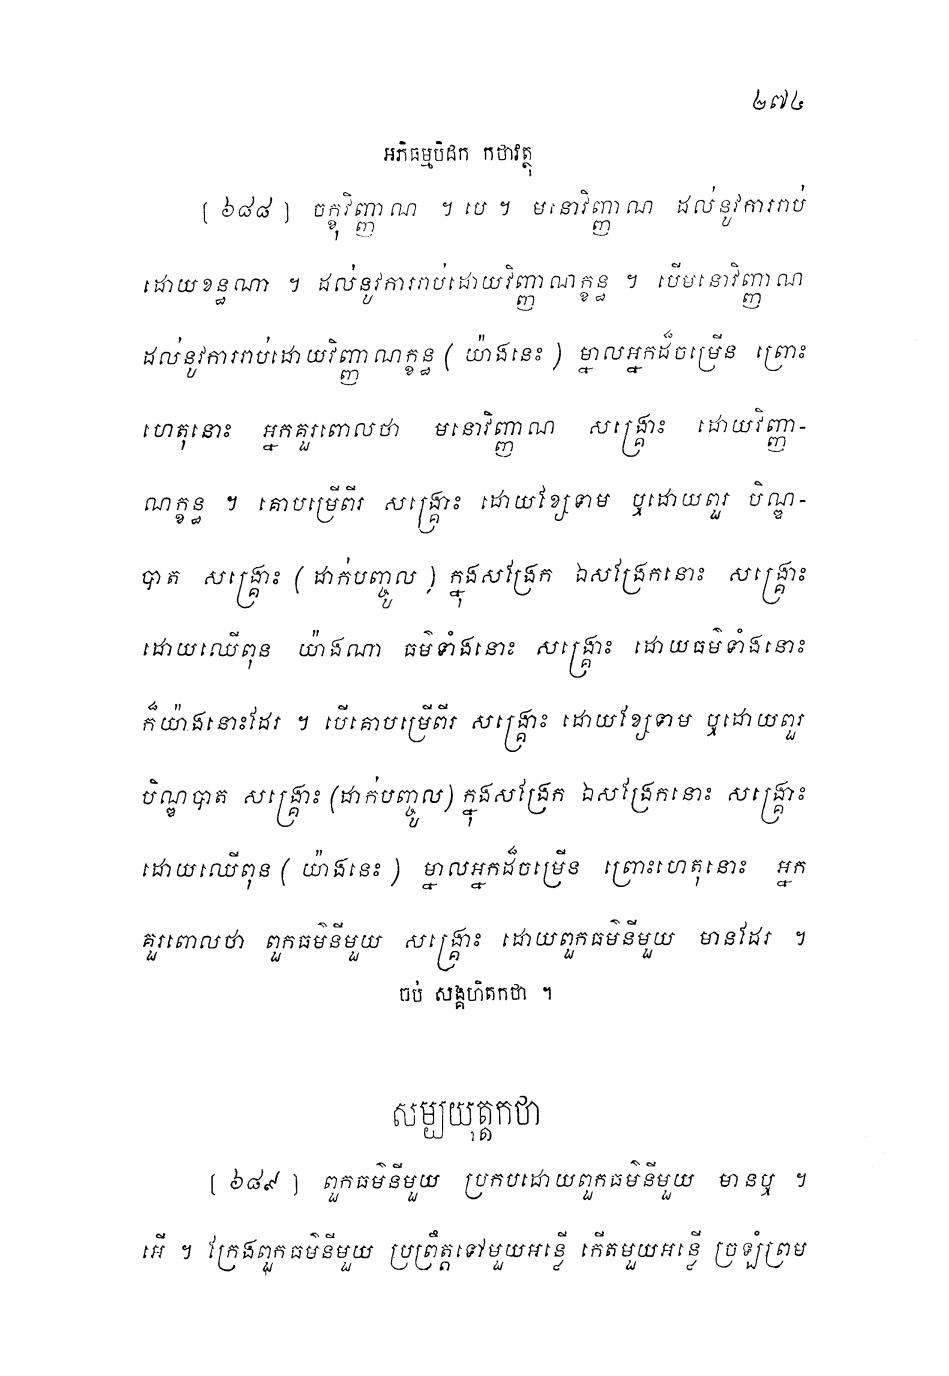 ២៧៤
អភិធម្មបិដក កថាវត្ថុ
[ ៦៨៨ ] ចក្ខុវិញ្ញាណ ។ បេ ។ មនោវិញ្ញាណ ដល់នូវការរាប់
ដោយខន្ធណា ។ ដល់នូវការរាប់ដោយវិញ្ញាណក្ខន្ធ ។ បើមនោវិញ្ញាណ
ដល់នូវការរាប់ដោយវិញ្ញាណក្ខន្ធ ( យ៉ាងនេះ ) ម្នាលអ្នកដ៏ចម្រើន ព្រោះ
ហេតុនោះ អ្នកគួរពោលថា មនោវិញ្ញាណ សង្គ្រោះ ដោយវិញ្ញា-
ណក្ខន្ធ ។ គោបម្រើពីរ សង្គ្រោះ ដោយខ្សែទាម ឬដោយព្រួ បិណ្ឌ-
បាត សង្គ្រោះ ( ដាក់បញ្ចូល ) ក្នុងសង្រែក ឯសង្រែកនោះ សង្គ្រោះ
ដោយឈើពុន យ៉ាងណា ធម៌ទាំងនោះ សង្គ្រោះ ដោយធម៌ទាំងនោះ
ក៏យ៉ាងនោះដែរ ។ បើគោបម្រើពីរ សង្គ្រោះ ដោយខ្សែទាម ឬដោយព្រួ
បិណ្ឌបាត សង្គ្រោះ (ដាក់បញ្ចូល) ក្នុងសង្រែក ឯសង្រែកនោះ សង្គ្រោះ
ដោយឈើពុន ( យ៉ាងនេះ ) ម្នាលអ្នកដ៏ចម្រើន ព្រោះហេតុនោះ អ្នក
គួរពោលថា ពួកធម៌នីមួយ សង្គ្រោះ ដោយពួកធម៌នីមួយ មានដែរ ។
ចប់ សង្គហិតកថា ។
សម្បយុត្តកថា
[ ៦៨៩ ] ពួកធម៌នីមួយ ប្រកបដោយពួកធម៌នីមួយ មានឬ ។
អើ ។ ក្រែងពួកធម៌នីមួយ ប្រព្រឹត្តទៅមួយអន្លើ កើតមួយអន្លើ ច្រឡំព្រម